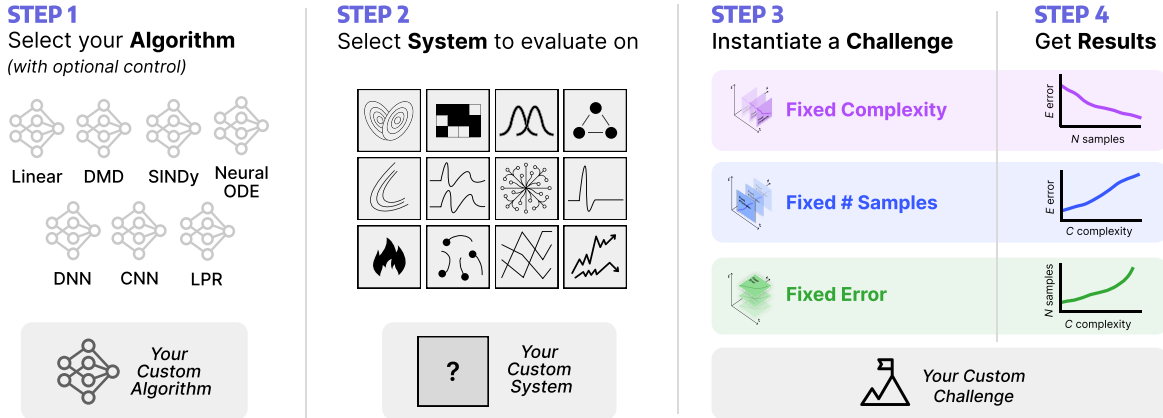 STEP 1
Select your Algorithm
(with optional control)
Linear
DMD
SINDy
Neural
ODE
DNN
CNN
LPR
Your
Custom
Algorithm
STEP 2
Select System to evaluate on
?
Your
Custom
System
STEP 3
Instantiate a Challenge
Fixed Complexity
Fixed # Samples
Fixed Error
STEP 4
Get Results
E error
N samples
E error
C complexity
N samples
C complexity
Your Custom
Challenge